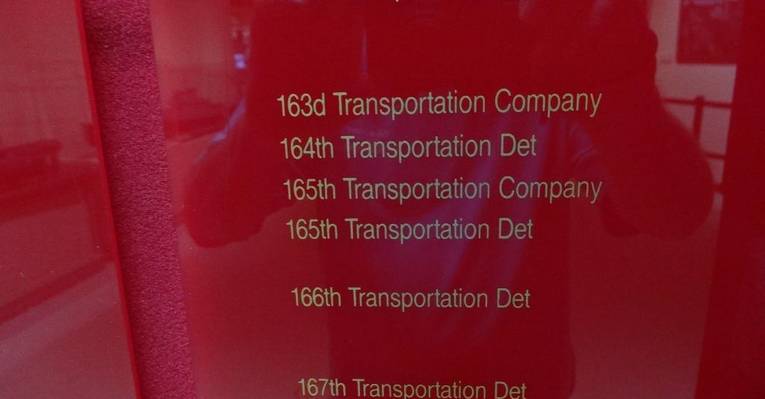 163d Transportation Company
164th Transportation Det
165th Transportation Company
165th Transportation Det
166th Transportation Det
167th Transportation Det